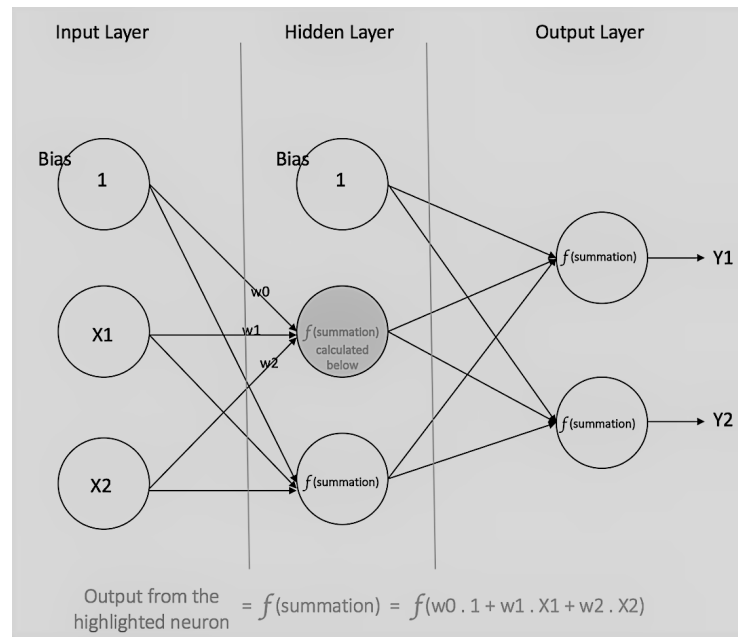 Input Layer
Hidden Layer
Output Layer
Bias
1
Bias
1
f(summation)
Y1
w0
X1
w1
f(summation)
calculated
below
w2
f(summation)
Y2
X2
f(summation)
Output from the
highlighted neuron
= f(summation) = f(w0 . 1 + w1 . X1 + w2 . X2)